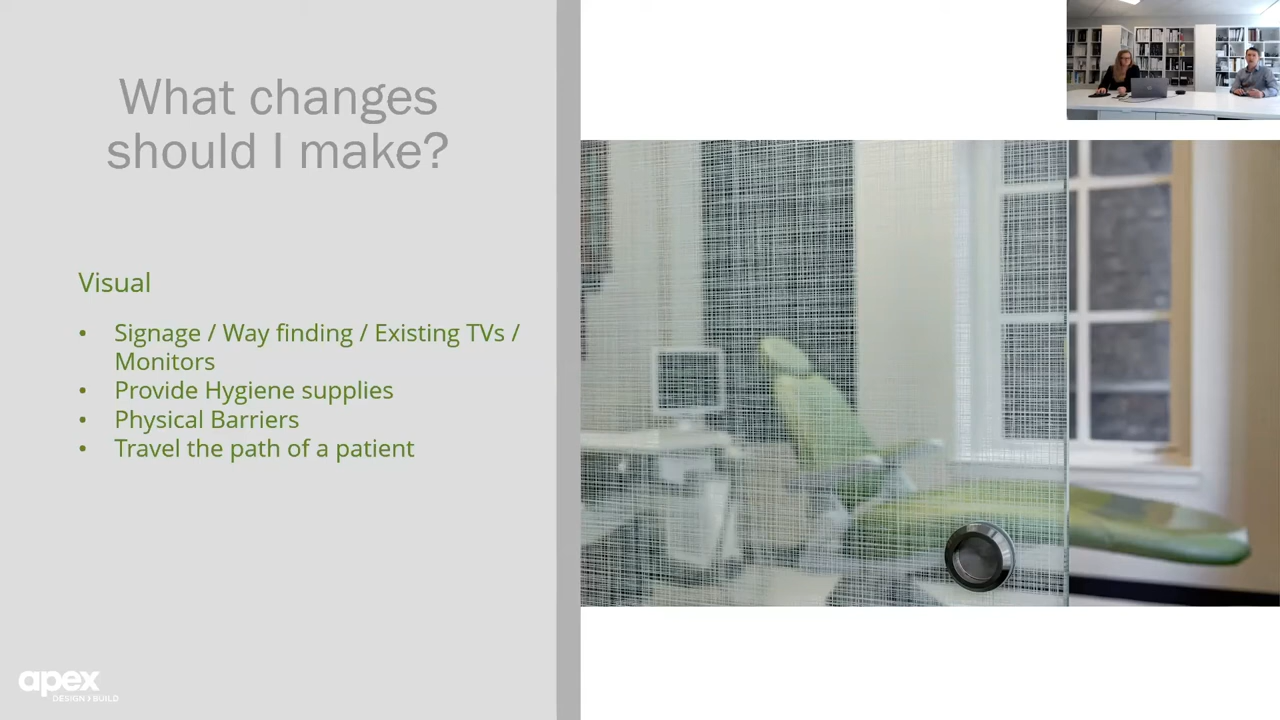 What changes
should I make?
Visual
• Signage / Way finding / Existing TVs /
Monitors
• Provide Hygiene supplies
• Physical Barriers
• Travel the path of a patient
apex
DESIGN › BUILD